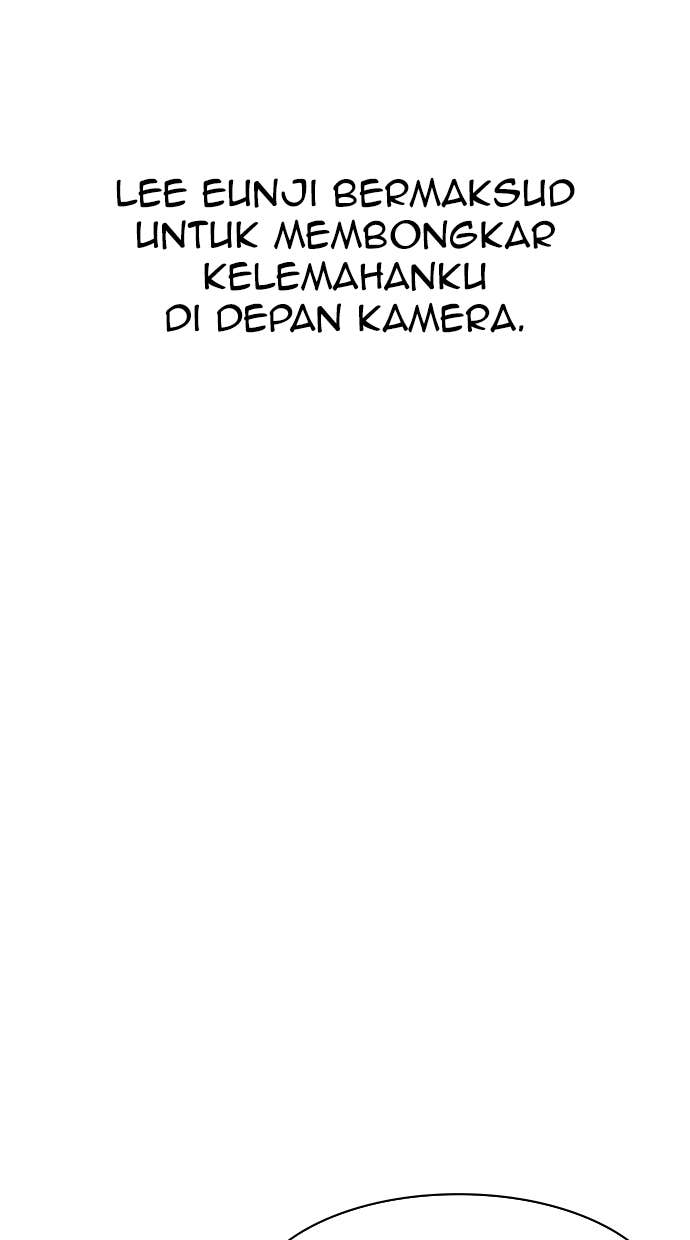 LEE EUNJI BERMAKSUD
UNTUK MEMBONGKAR
KELEMAHANKU
DI DEPAN KAMERA.